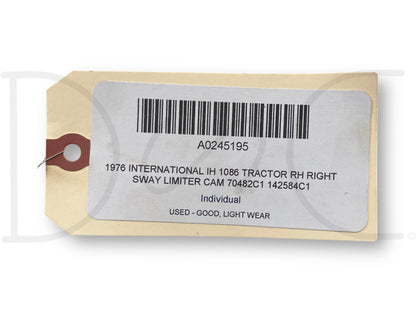 A0245195
1976 INTERNATIONAL IH 1086 TRACTOR RH RIGHT
SWAY LIMITER CAM 70482C1 142584C1
Individual
USED - GOOD, LIGHT WEAR